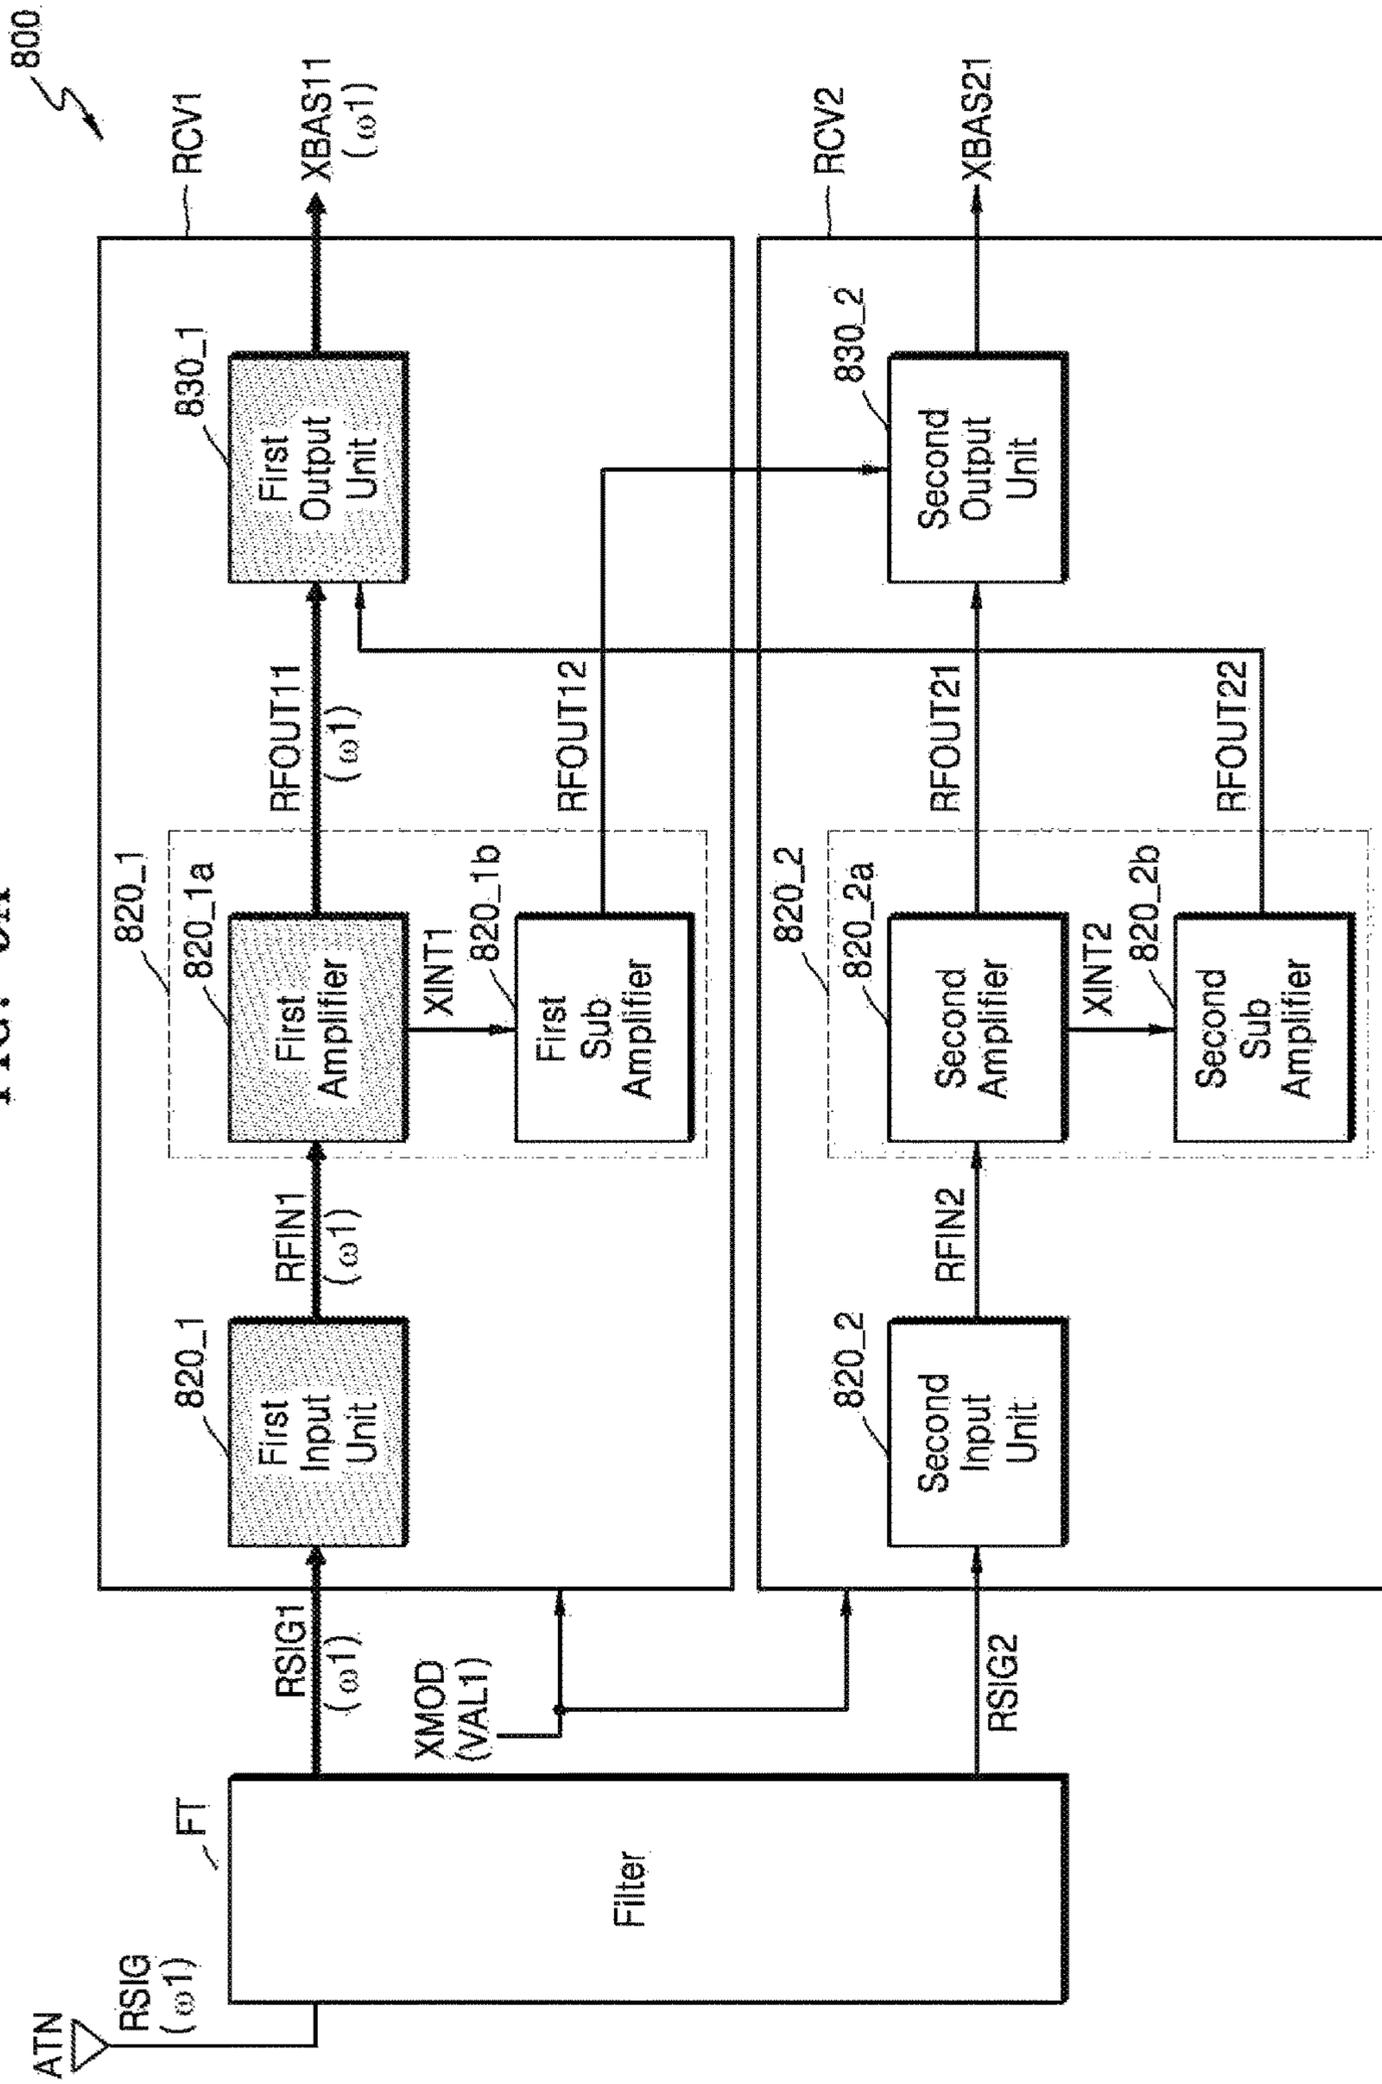 800
ATN
RSIG
(ω1)
FT
Filter
RSIG1
(ω1)
XMOD
(VAL1)
RSIG2
RCV1
820_1
First
Input
Unit
RFIN1
(ω1)
820_1
820_1a
First
Amplifier
XINT1
820_1b
First
Sub
Amplifier
RFOUT11
(ω1)
RFOUT12
830_1
First
Output
Unit
XBAS11
(ω1)
RCV2
820_2
Second
Input
Unit
RFIN2
820_2
820_2a
Second
Amplifier
XINT2
820_2b
Second
Sub
Amplifier
RFOUT21
RFOUT22
830_2
Second
Output
Unit
XBAS21